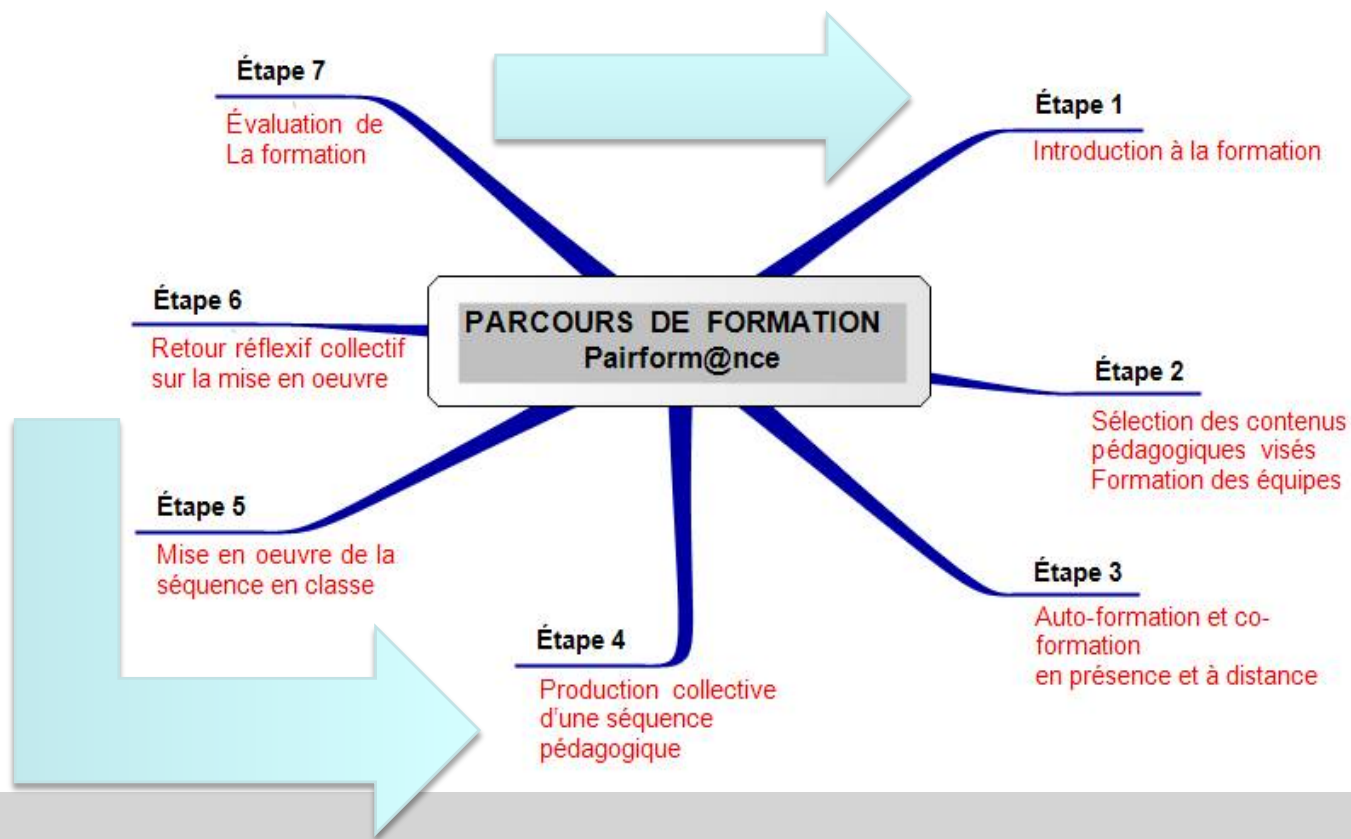 PARCOURS DE FORMATION
Pairform@nce
Étape 1
Introduction à la formation
Étape 2
Sélection des contenus
pédagogiques visés
Formation des équipes
Étape 3
Auto-formation et co-
formation
en présence et à distance
Étape 4
Production collective
d'une séquence
pédagogique
Étape 5
Mise en oeuvre de la
séquence en classe
Étape 6
Retour réflexif collectif
sur la mise en oeuvre
Étape 7
Évaluation de
La formation